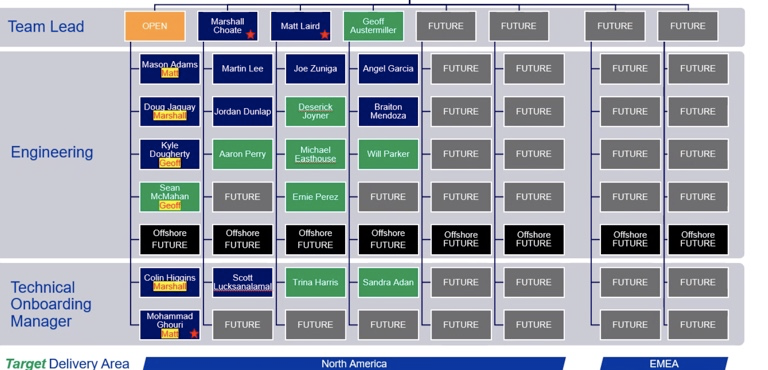 Team Lead
OPEN
Marshall
Choate
Matt Laird
Geoff
Austermiller
FUTURE
FUTURE
FUTURE
FUTURE
Engineering
Mason Adams
Matt
Martin Lee
Joe Zuniga
Angel Garcia
FUTURE
FUTURE
FUTURE
FUTURE
Doug Jaquay
Marshall
Jordan Dunlap
Deserick
Joyner
Braiton
Mendoza
FUTURE
FUTURE
FUTURE
FUTURE
Kyle
Dougherty
Geoff
Aaron Perry
Michael
Easthouse
Will Parker
FUTURE
FUTURE
FUTURE
FUTURE
Sean
McMahan
Geoff
FUTURE
Ernie Perez
FUTURE
FUTURE
FUTURE
FUTURE
FUTURE
Offshore
FUTURE
Offshore
FUTURE
Offshore
FUTURE
Offshore
FUTURE
Offshore
FUTURE
Offshore
FUTURE
Offshore
FUTURE
Offshore
FUTURE
Technical
Onboarding
Manager
Colin Higgins
Marshall
Scott
Lucksanalamai
Trina Harris
Sandra Adan
FUTURE
FUTURE
FUTURE
FUTURE
Mohammad
Ghouri
Matt
FUTURE
FUTURE
FUTURE
FUTURE
FUTURE
FUTURE
FUTURE
Target Delivery Area
North America
EMEA